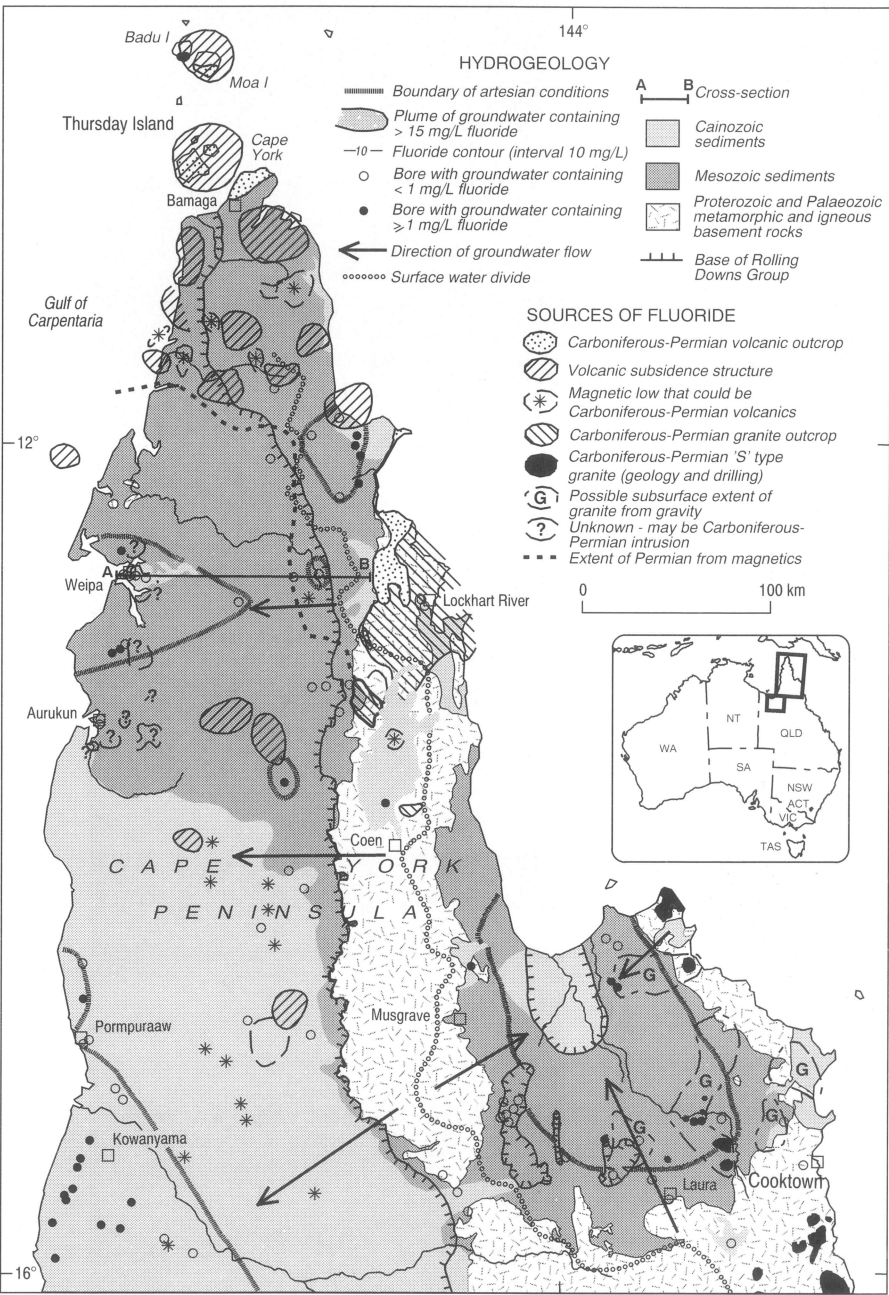 144°
Badu I
Moa I
Thursday Island
Cape
York
Bamaga
HYDROGEOLOGY
Boundary of artesian conditions
Plume of groundwater containing
> 15 mg/L fluoride
—10— Fluoride contour (interval 10 mg/L)
Bore with groundwater containing
< 1 mg/L fluoride
Bore with groundwater containing
⩾ 1 mg/L fluoride
Direction of groundwater flow
Surface water divide
A B
Cross-section
Cainozoic
sediments
Mesozoic sediments
Proterozoic and Palaeozoic
metamorphic and igneous
basement rocks
Base of Rolling
Downs Group
Gulf of
Carpentaria
SOURCES OF FLUORIDE
Carboniferous-Permian volcanic outcrop
Volcanic subsidence structure
Magnetic low that could be
Carboniferous-Permian volcanics
Carboniferous-Permian granite outcrop
Carboniferous-Permian 'S' type
granite (geology and drilling)
G
Possible subsurface extent of
granite from gravity
?
Unknown - may be Carboniferous-
Permian intrusion
Extent of Permian from magnetics
0 100 km
12°
?
A B
Weipa
?
Lockhart River
?
?
Aurukun
?
? ? ?
WA
NT
QLD
SA
NSW
ACT
VIC
TAS
Coen
CAPE YORK
PENINSULA
G
Musgrave
Pormpuraaw
G
G
G
G
Kowanyama
Laura
Cooktown
16°